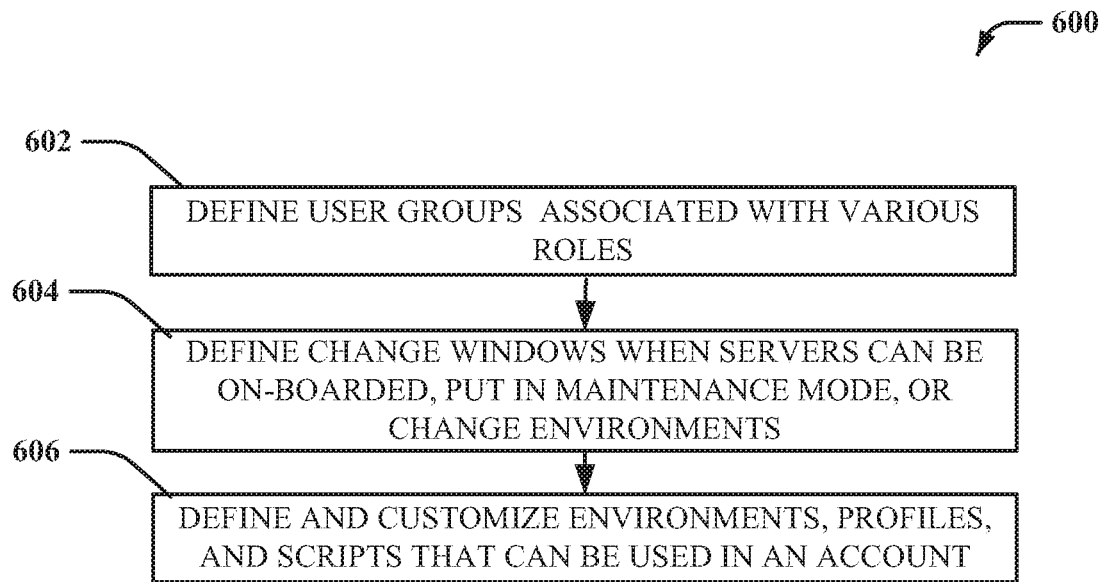 600
602
DEFINE USER GROUPS ASSOCIATED WITH VARIOUS
ROLES
604
DEFINE CHANGE WINDOWS WHEN SERVERS CAN BE
ON-BOARDED, PUT IN MAINTENANCE MODE, OR
CHANGE ENVIRONMENTS
606
DEFINE AND CUSTOMIZE ENVIRONMENTS, PROFILES,
AND SCRIPTS THAT CAN BE USED IN AN ACCOUNT